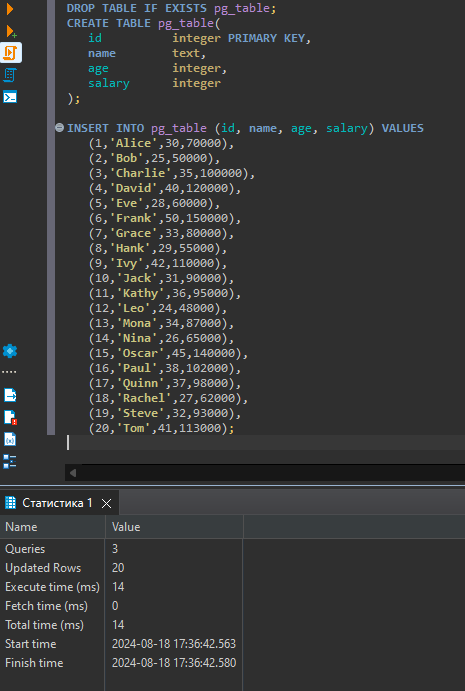 DROP TABLE IF EXISTS pg_table;
CREATE TABLE pg_table(
id integer PRIMARY KEY,
name text,
age integer,
salary integer
);
INSERT INTO pg_table (id, name, age, salary) VALUES
(1,'Alice',30,70000),
(2,'Bob',25,50000),
(3,'Charlie',35,100000),
(4,'David',40,120000),
(5,'Eve',28,60000),
(6,'Frank',50,150000),
(7,'Grace',33,80000),
(8,'Hank',29,55000),
(9,'Ivy',42,110000),
(10,'Jack',31,90000),
(11,'Kathy',36,95000),
(12,'Leo',24,48000),
(13,'Mona',34,87000),
(14,'Nina',26,65000),
(15,'Oscar',45,140000),
(16,'Paul',38,102000),
(17,'Quinn',37,98000),
(18,'Rachel',27,62000),
(19,'Steve',32,93000),
(20,'Tom',41,113000);
Статистика 1
Name Value
Queries 3
Updated Rows 20
Execute time (ms) 14
Fetch time (ms) 0
Total time (ms) 14
Start time 2024-08-18 17:36:42.563
Finish time 2024-08-18 17:36:42.580